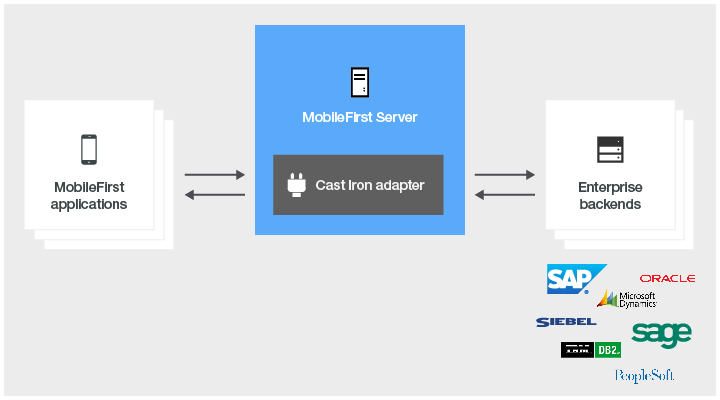 MobileFirst Server
Cast Iron adapter
MobileFirst
applications
Enterprise
backends
SAP
ORACLE
Microsoft
Dynamics
SIEBEL
sage
IBM DB2
PeopleSoft